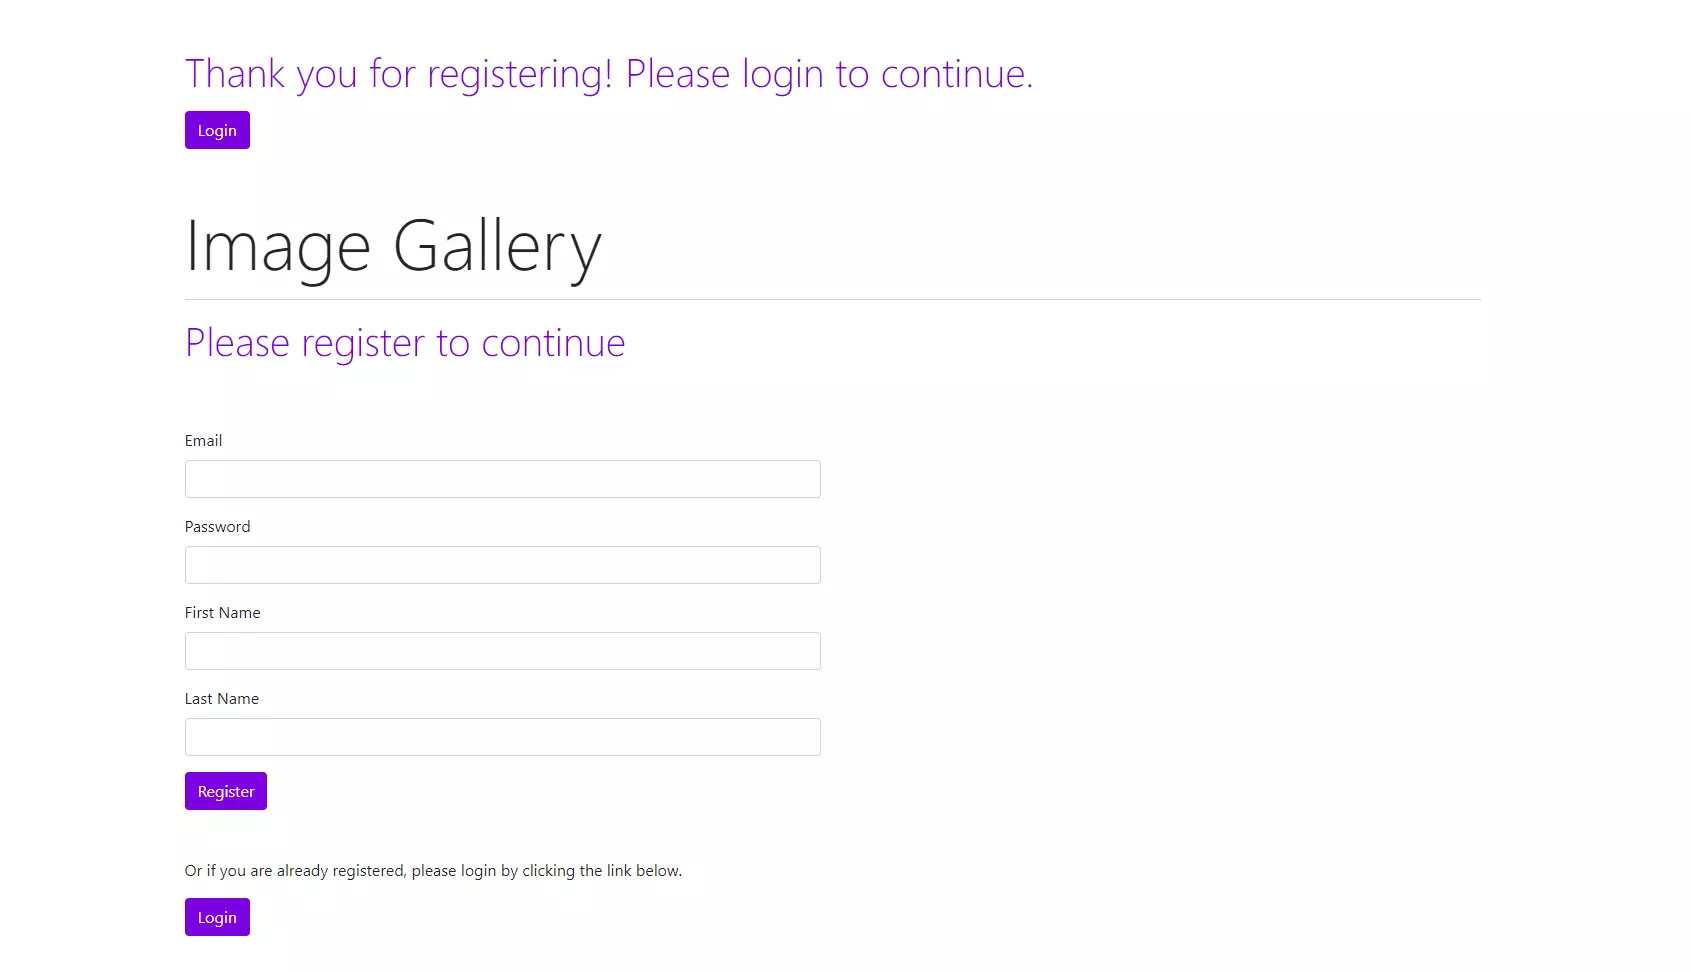 Thank you for registering! Please login to continue.
Login
Image Gallery
Please register to continue
Email
Password
First Name
Last Name
Register
Or if you are already registered, please login by clicking the link below.
Login